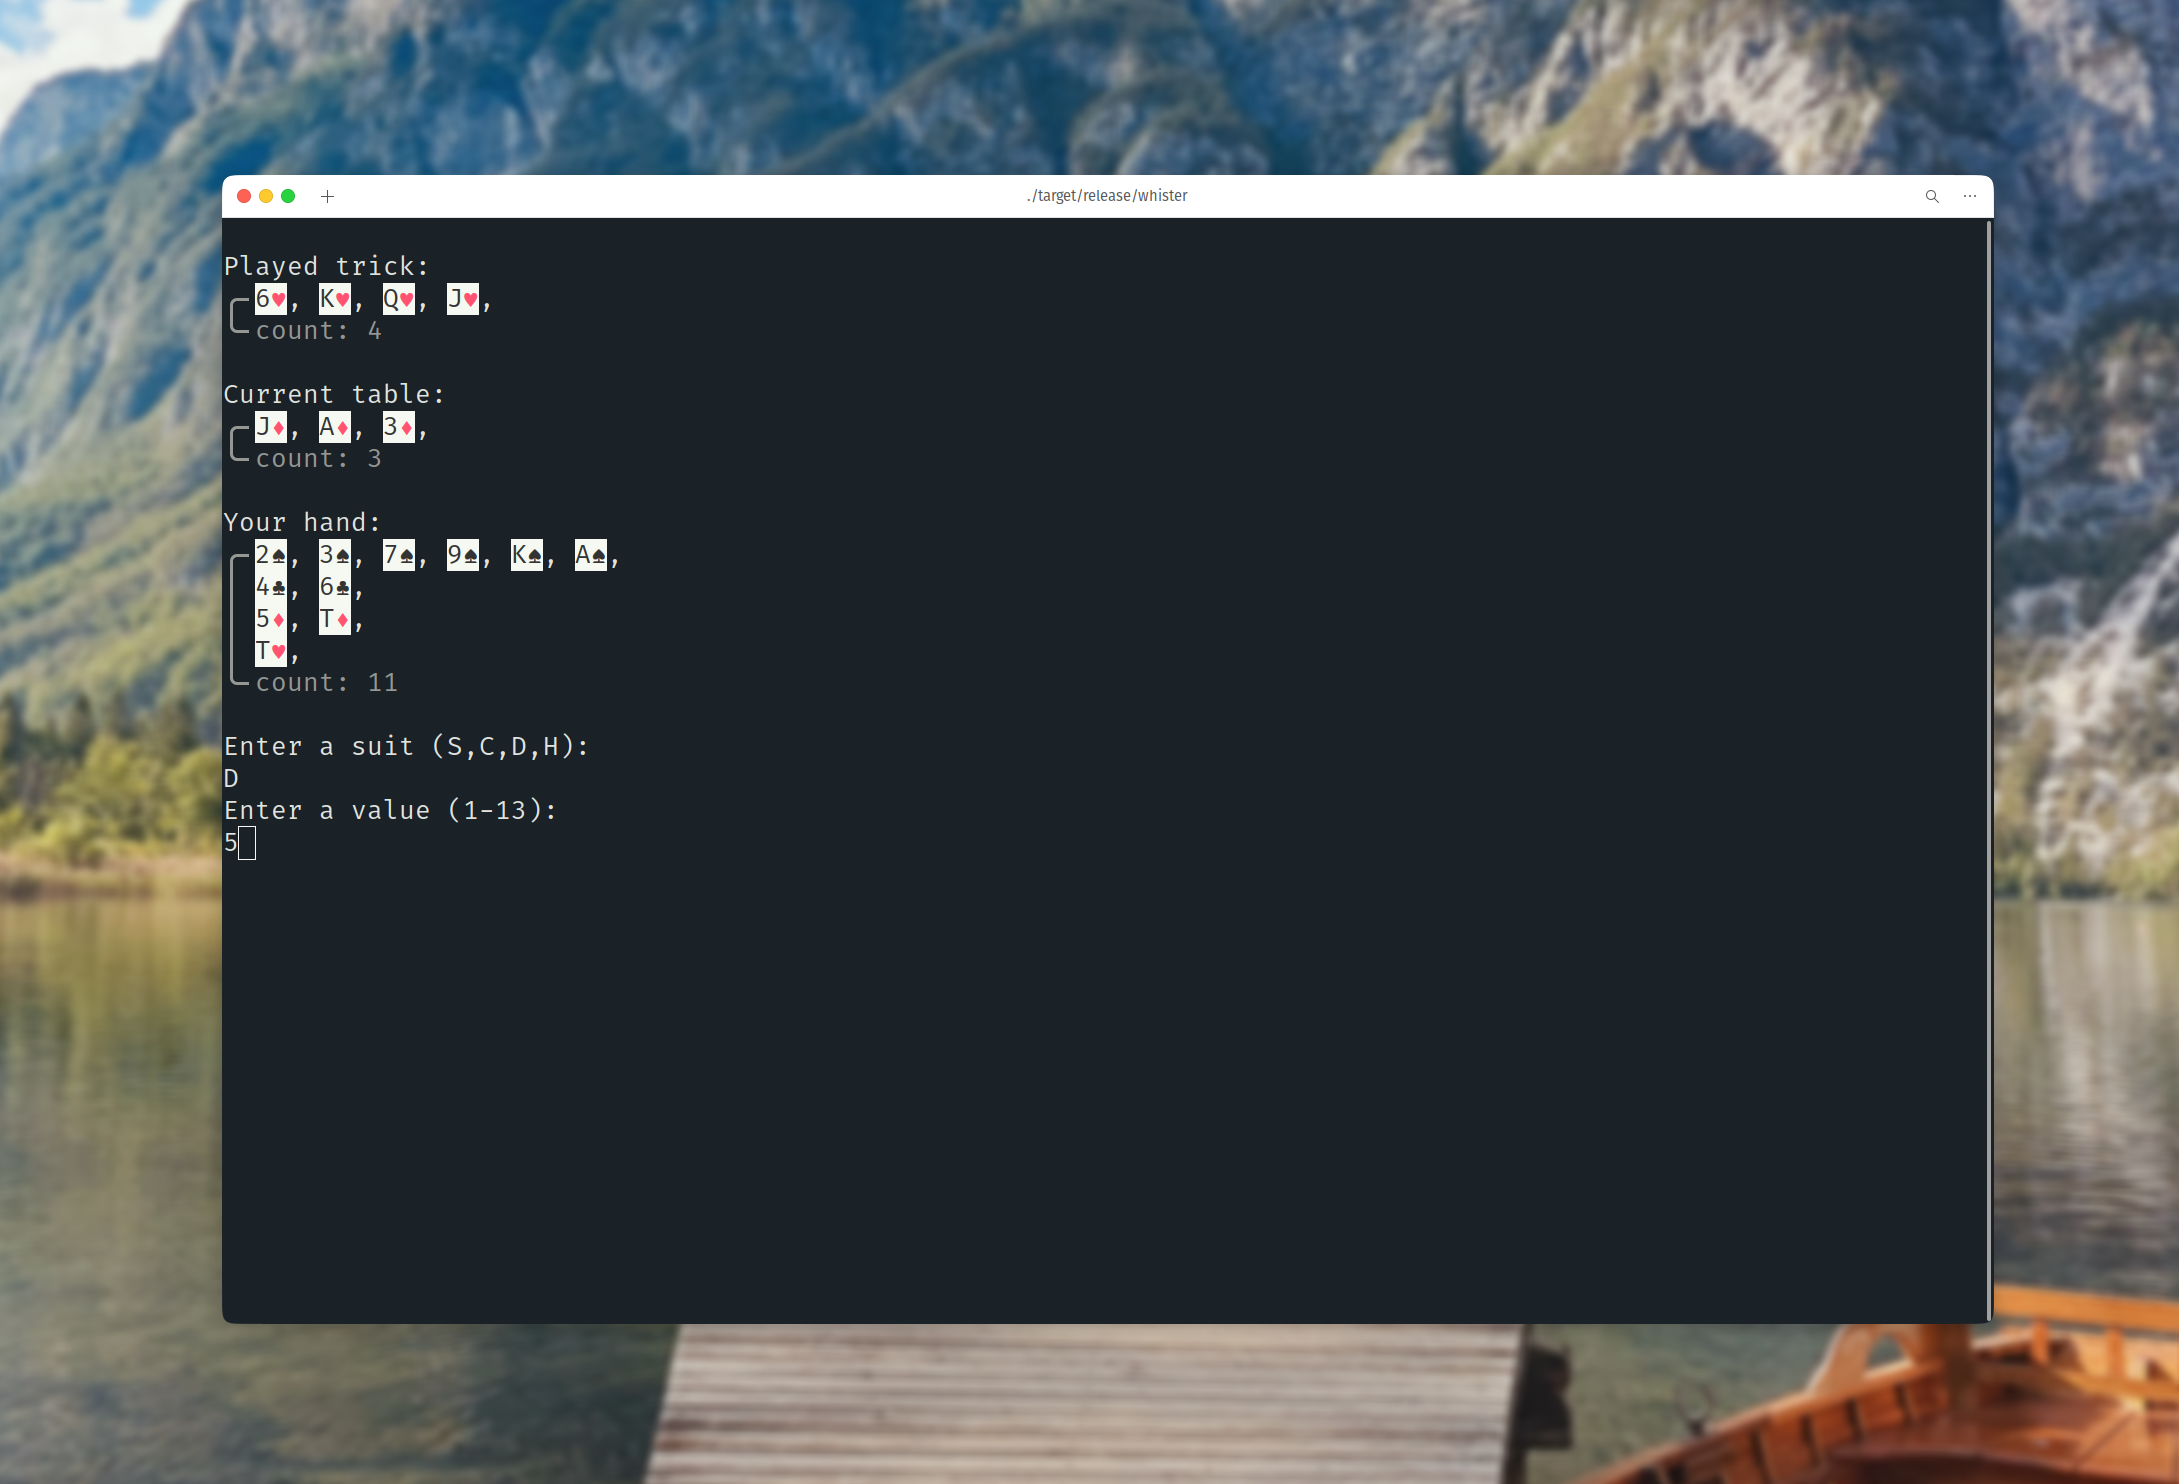 ./target/release/whister
Played trick:
6♥, K♥, Q♥, J♥,
count: 4
Current table:
J♦, A♦, 3♦,
count: 3
Your hand:
2♠, 3♠, 7♠, 9♠, K♠, A♠,
4♣, 6♣,
5♦, T♦,
T♥,
count: 11
Enter a suit (S,C,D,H):
D
Enter a value (1-13):
5